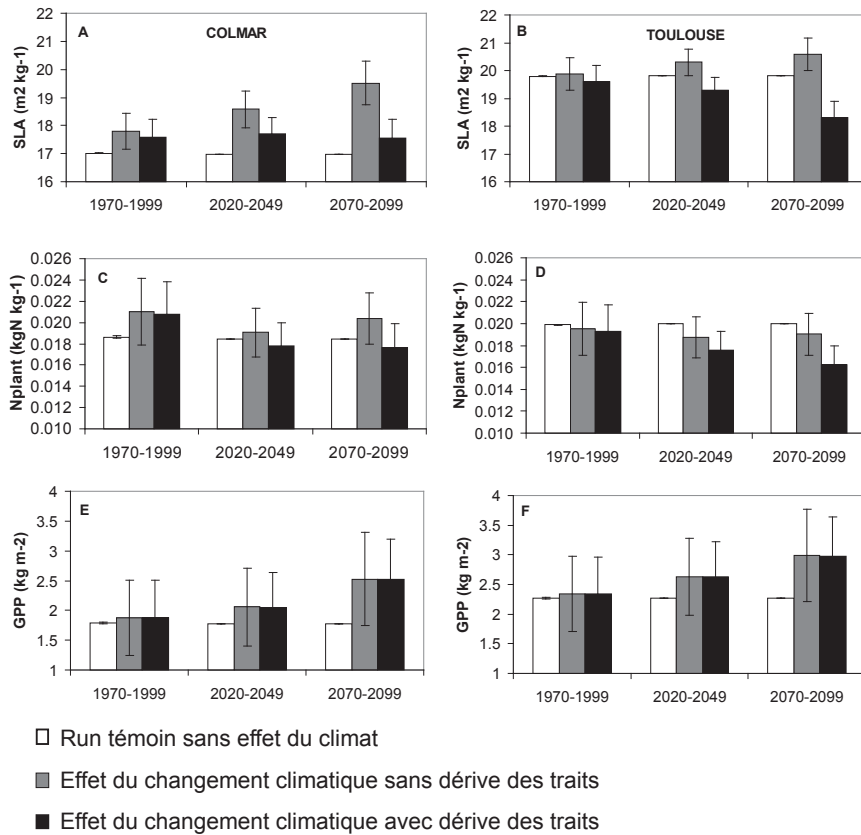 A COLMAR
SLA (m2 kg-1)
22
21
20
19
18
17
16
1970-1999 2020-2049 2070-2099
B TOULOUSE
SLA (m2 kg-1)
22
21
20
19
18
17
16
1970-1999 2020-2049 2070-2099
C
Nplant (kgN kg-1)
0.026
0.024
0.022
0.020
0.018
0.016
0.014
0.012
0.010
1970-1999 2020-2049 2070-2099
D
Nplant (kgN kg-1)
0.026
0.024
0.022
0.020
0.018
0.016
0.014
0.012
0.010
1970-1999 2020-2049 2070-2099
E
GPP (kg m-2)
4
3.5
3
2.5
2
1.5
1
1970-1999 2020-2049 2070-2099
F
GPP (kg m-2)
4
3.5
3
2.5
2
1.5
1
1970-1999 2020-2049 2070-2099
Run témoin sans effet du climat
Effet du changement climatique sans dérive des traits
Effet du changement climatique avec dérive des traits